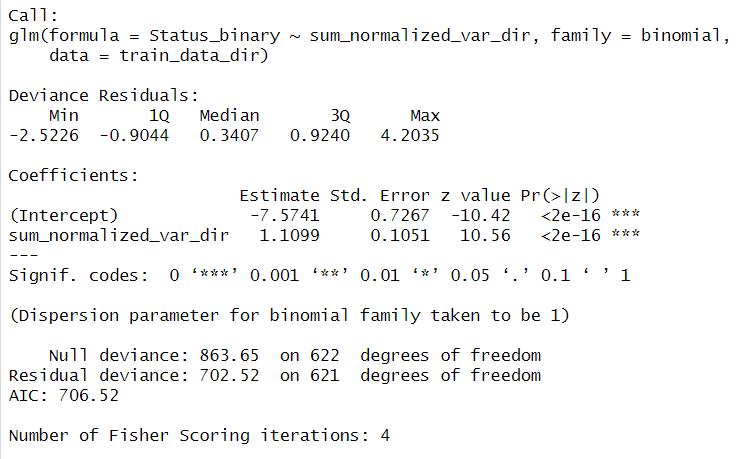 Call:
glm(formula = Status_binary ~ sum_normalized_var_dir, family = binomial,
    data = train_data_dir)

Deviance Residuals:
    Min       1Q   Median       3Q      Max
-2.5226  -0.9044   0.3407   0.9240   4.2035

Coefficients:
                       Estimate Std. Error z value Pr(>|z|)
(Intercept)             -7.5741     0.7267  -10.42   <2e-16 ***
sum_normalized_var_dir   1.1099     0.1051   10.56   <2e-16 ***
---
Signif. codes:  0 ‘***’ 0.001 ‘**’ 0.01 ‘*’ 0.05 ‘.’ 0.1 ‘ ’ 1

(Dispersion parameter for binomial family taken to be 1)

    Null deviance: 863.65  on 622  degrees of freedom
Residual deviance: 702.52  on 621  degrees of freedom
AIC: 706.52

Number of Fisher Scoring iterations: 4